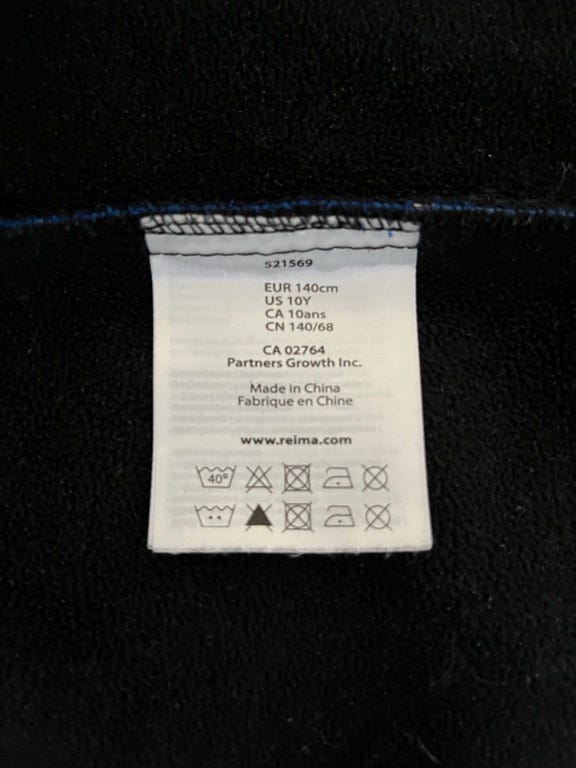 521569
EUR 140cm
US 10Y
CA 10ans
CN 140/68
CA 02764
Partners Growth Inc.
Made in China
Fabrique en Chine
www.reima.com
40°